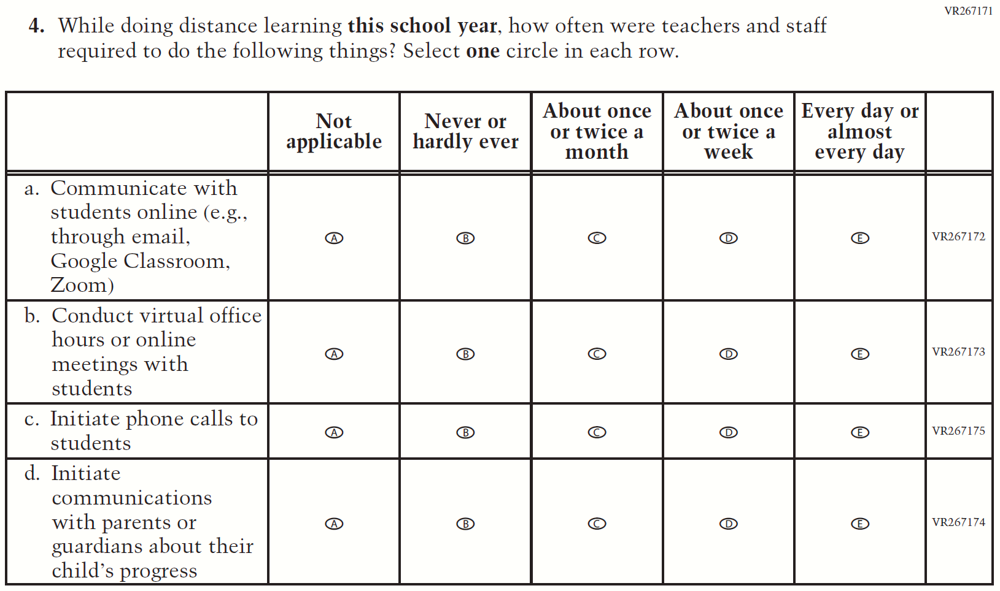 VR267171
4. While doing distance learning this school year, how often were teachers and staff
required to do the following things? Select one circle in each row.
Not
applicable
Never or
hardly ever
About once
or twice a
month
About once
or twice a
week
Every day or
almost
every day
a. Communicate with
students online (e.g.,
through email,
Google Classroom,
Zoom)
A B C D E VR267172
b. Conduct virtual office
hours or online
meetings with
students
A B C D E VR267173
c. Initiate phone calls to
students
A B C D E VR267175
d. Initiate
communications
with parents or
guardians about their
child's progress
A B C D E VR267174